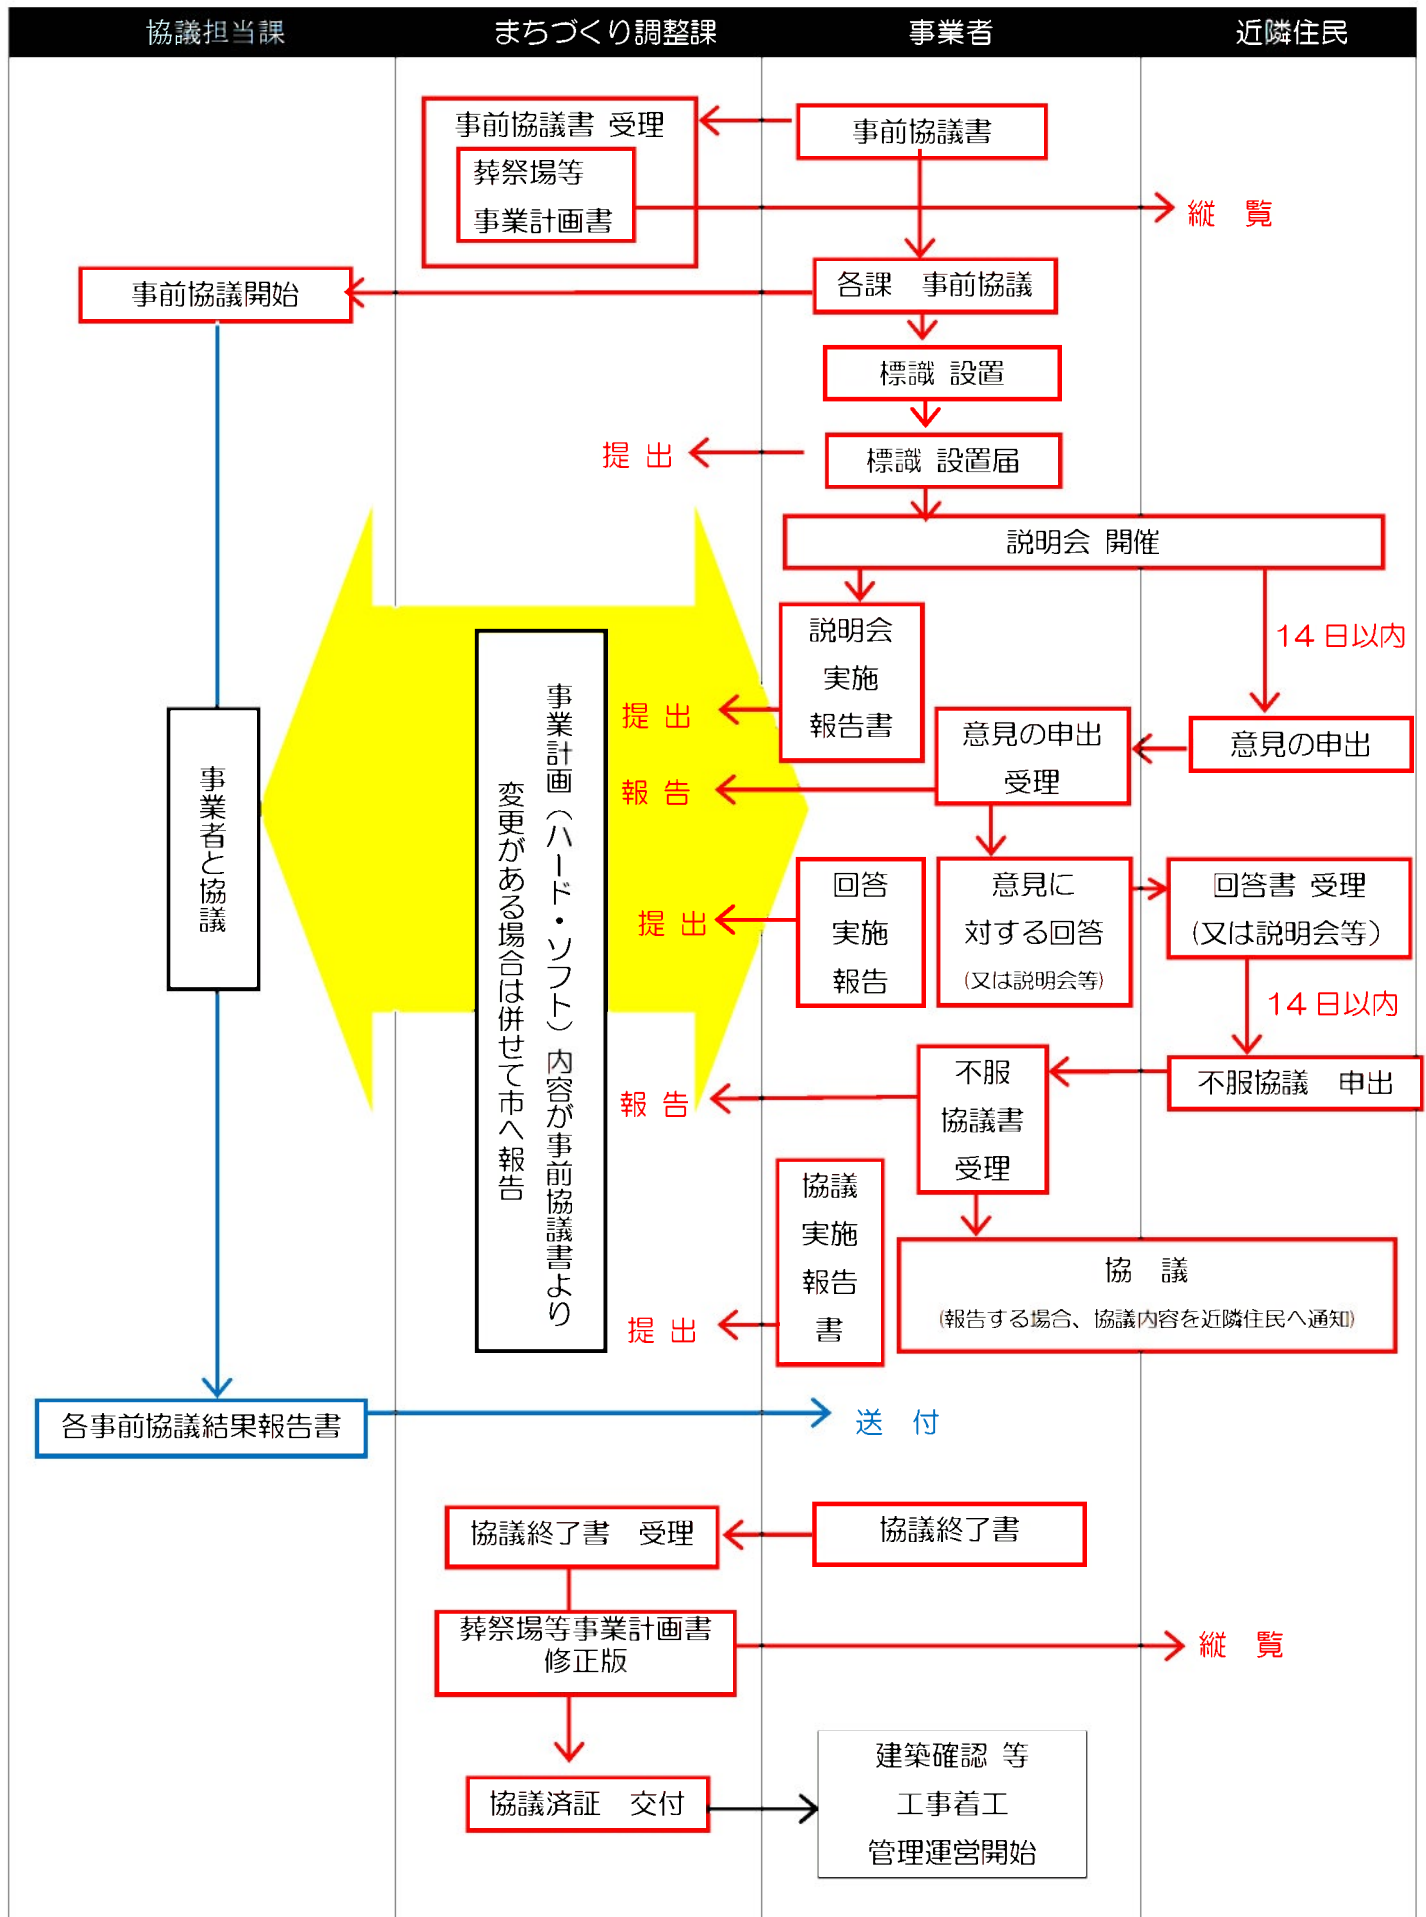 協議担当課
まちづくり調整課
事業者
近隣住民
事前協議書 受理
事前協議書
葬祭場等
事業計画書
縦 覧
事前協議開始
各課 事前協議
標識 設置
提 出
標識 設置届
説明会 開催
説明会
実施
報告書
14 日以内
提 出
意見の申出
受理
意見の申出
報 告
事業者と協議
事業計画（ハード・ソフト）内容が事前協議書より
変更がある場合は併せて市へ報告
回答
実施
報告
意見に
対する回答
(又は説明会等)
回答書 受理
(又は説明会等)
提 出
14 日以内
不服
協議書
受理
不服協議 申出
報 告
協議
実施
報告
書
協 議
(報告する場合、協議内容を近隣住民へ通知)
提 出
各事前協議結果報告書
送 付
協議終了書 受理
協議終了書
葬祭場等事業計画書
修正版
縦 覧
協議済証 交付
建築確認 等
工事着工
管理運営開始